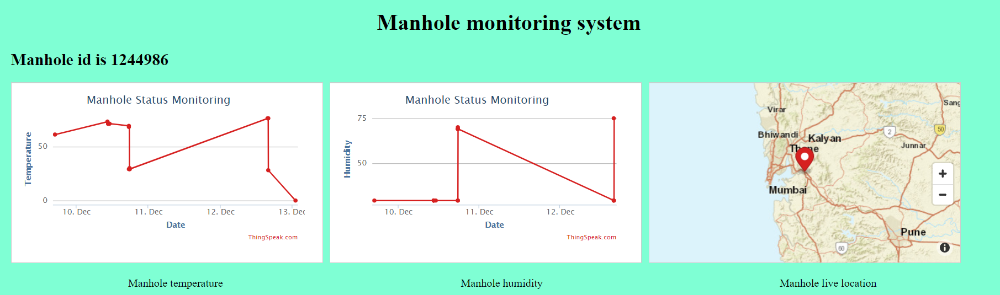 Manhole monitoring system
Manhole id is 1244986
Manhole Status Monitoring
Temperature
50
0
10. Dec
11. Dec
12. Dec
13. Dec
Date
ThingSpeak.com
Manhole temperature
Manhole Status Monitoring
Humidity
75
50
10. Dec
11. Dec
12. Dec
Date
ThingSpeak.com
Manhole humidity
Virar
Sang
50
2
Bhiwandi
Kalyan
Junnar
Thane
+
−
Mumbai
Pune
60
i
Manhole live location